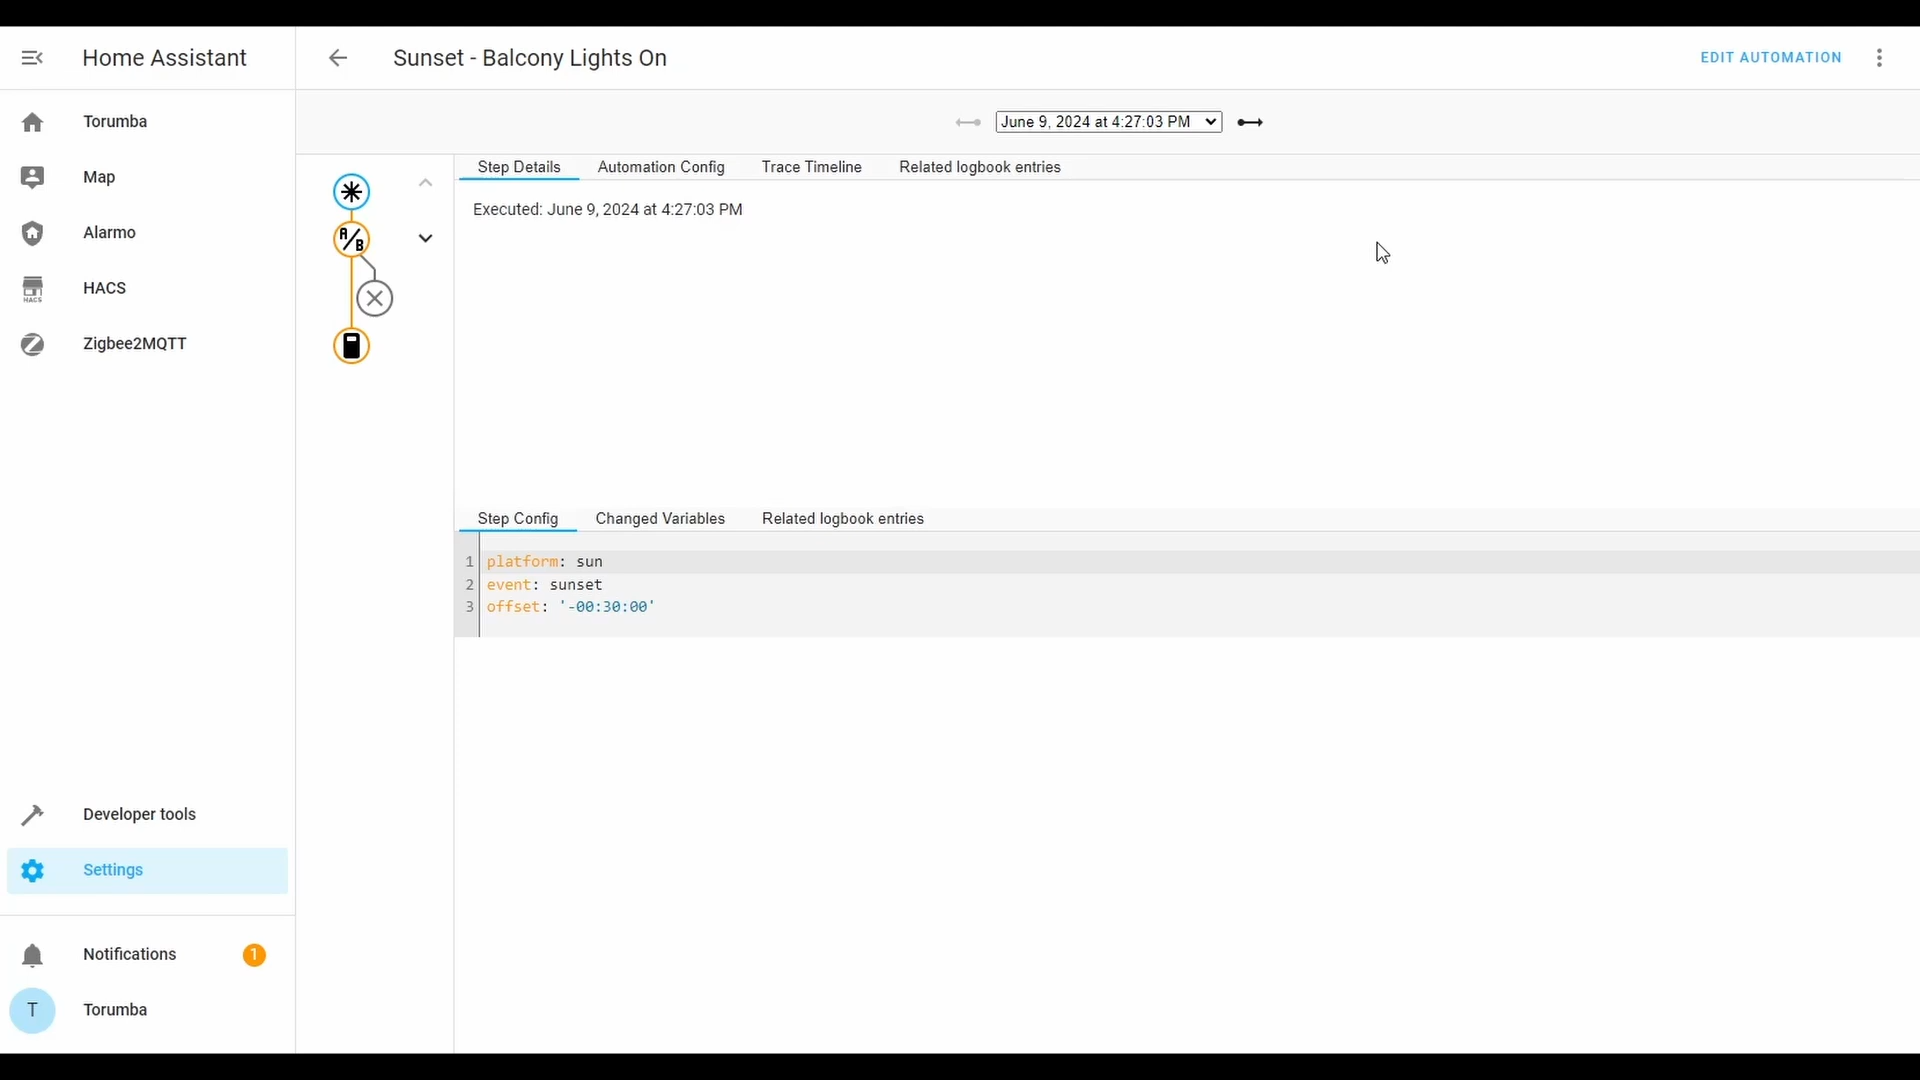 Home Assistant
Sunset - Balcony Lights On
EDIT AUTOMATION
Torumba
Map
Alarmo
HACS
HACS
Zigbee2MQTT
June 9, 2024 at 4:27:03 PM
A/B
Step Details
Automation Config
Trace Timeline
Related logbook entries
Executed: June 9, 2024 at 4:27:03 PM
Step Config
Changed Variables
Related logbook entries
1 platform: sun
2 event: sunset
3 offset: '-00:30:00'
Developer tools
Settings
Notifications
1
T
Torumba